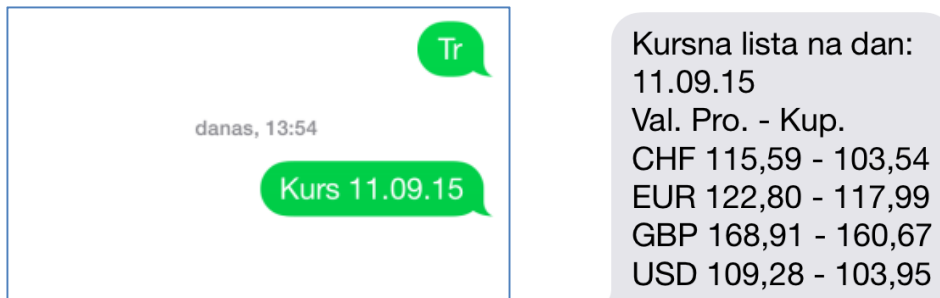 Tr
danas, 13:54
Kurs 11.09.15
Kursna lista na dan:
11.09.15
Val. Pro. - Kup.
CHF 115,59 - 103,54
EUR 122,80 - 117,99
GBP 168,91 - 160,67
USD 109,28 - 103,95